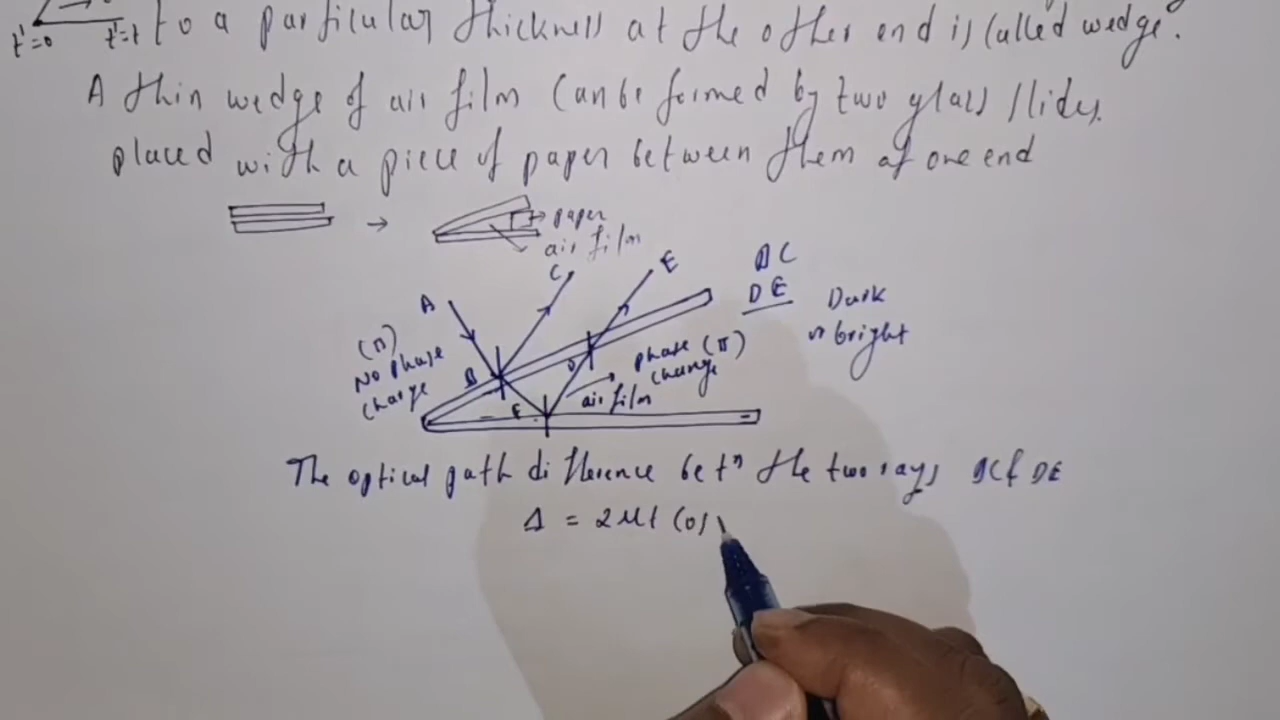 t'=0 t'=t to a particular thickness at the other end is called wedge.
A thin wedge of air film can be formed by two glass slides
placed with a piece of paper between them at one end
→ paper
air film
C E BC
A DE Dark
(π) or bright
No phase phase (π)
change change
B D
F air film
The optical path difference betn the two rays BC & DE
Δ = 2μt cos